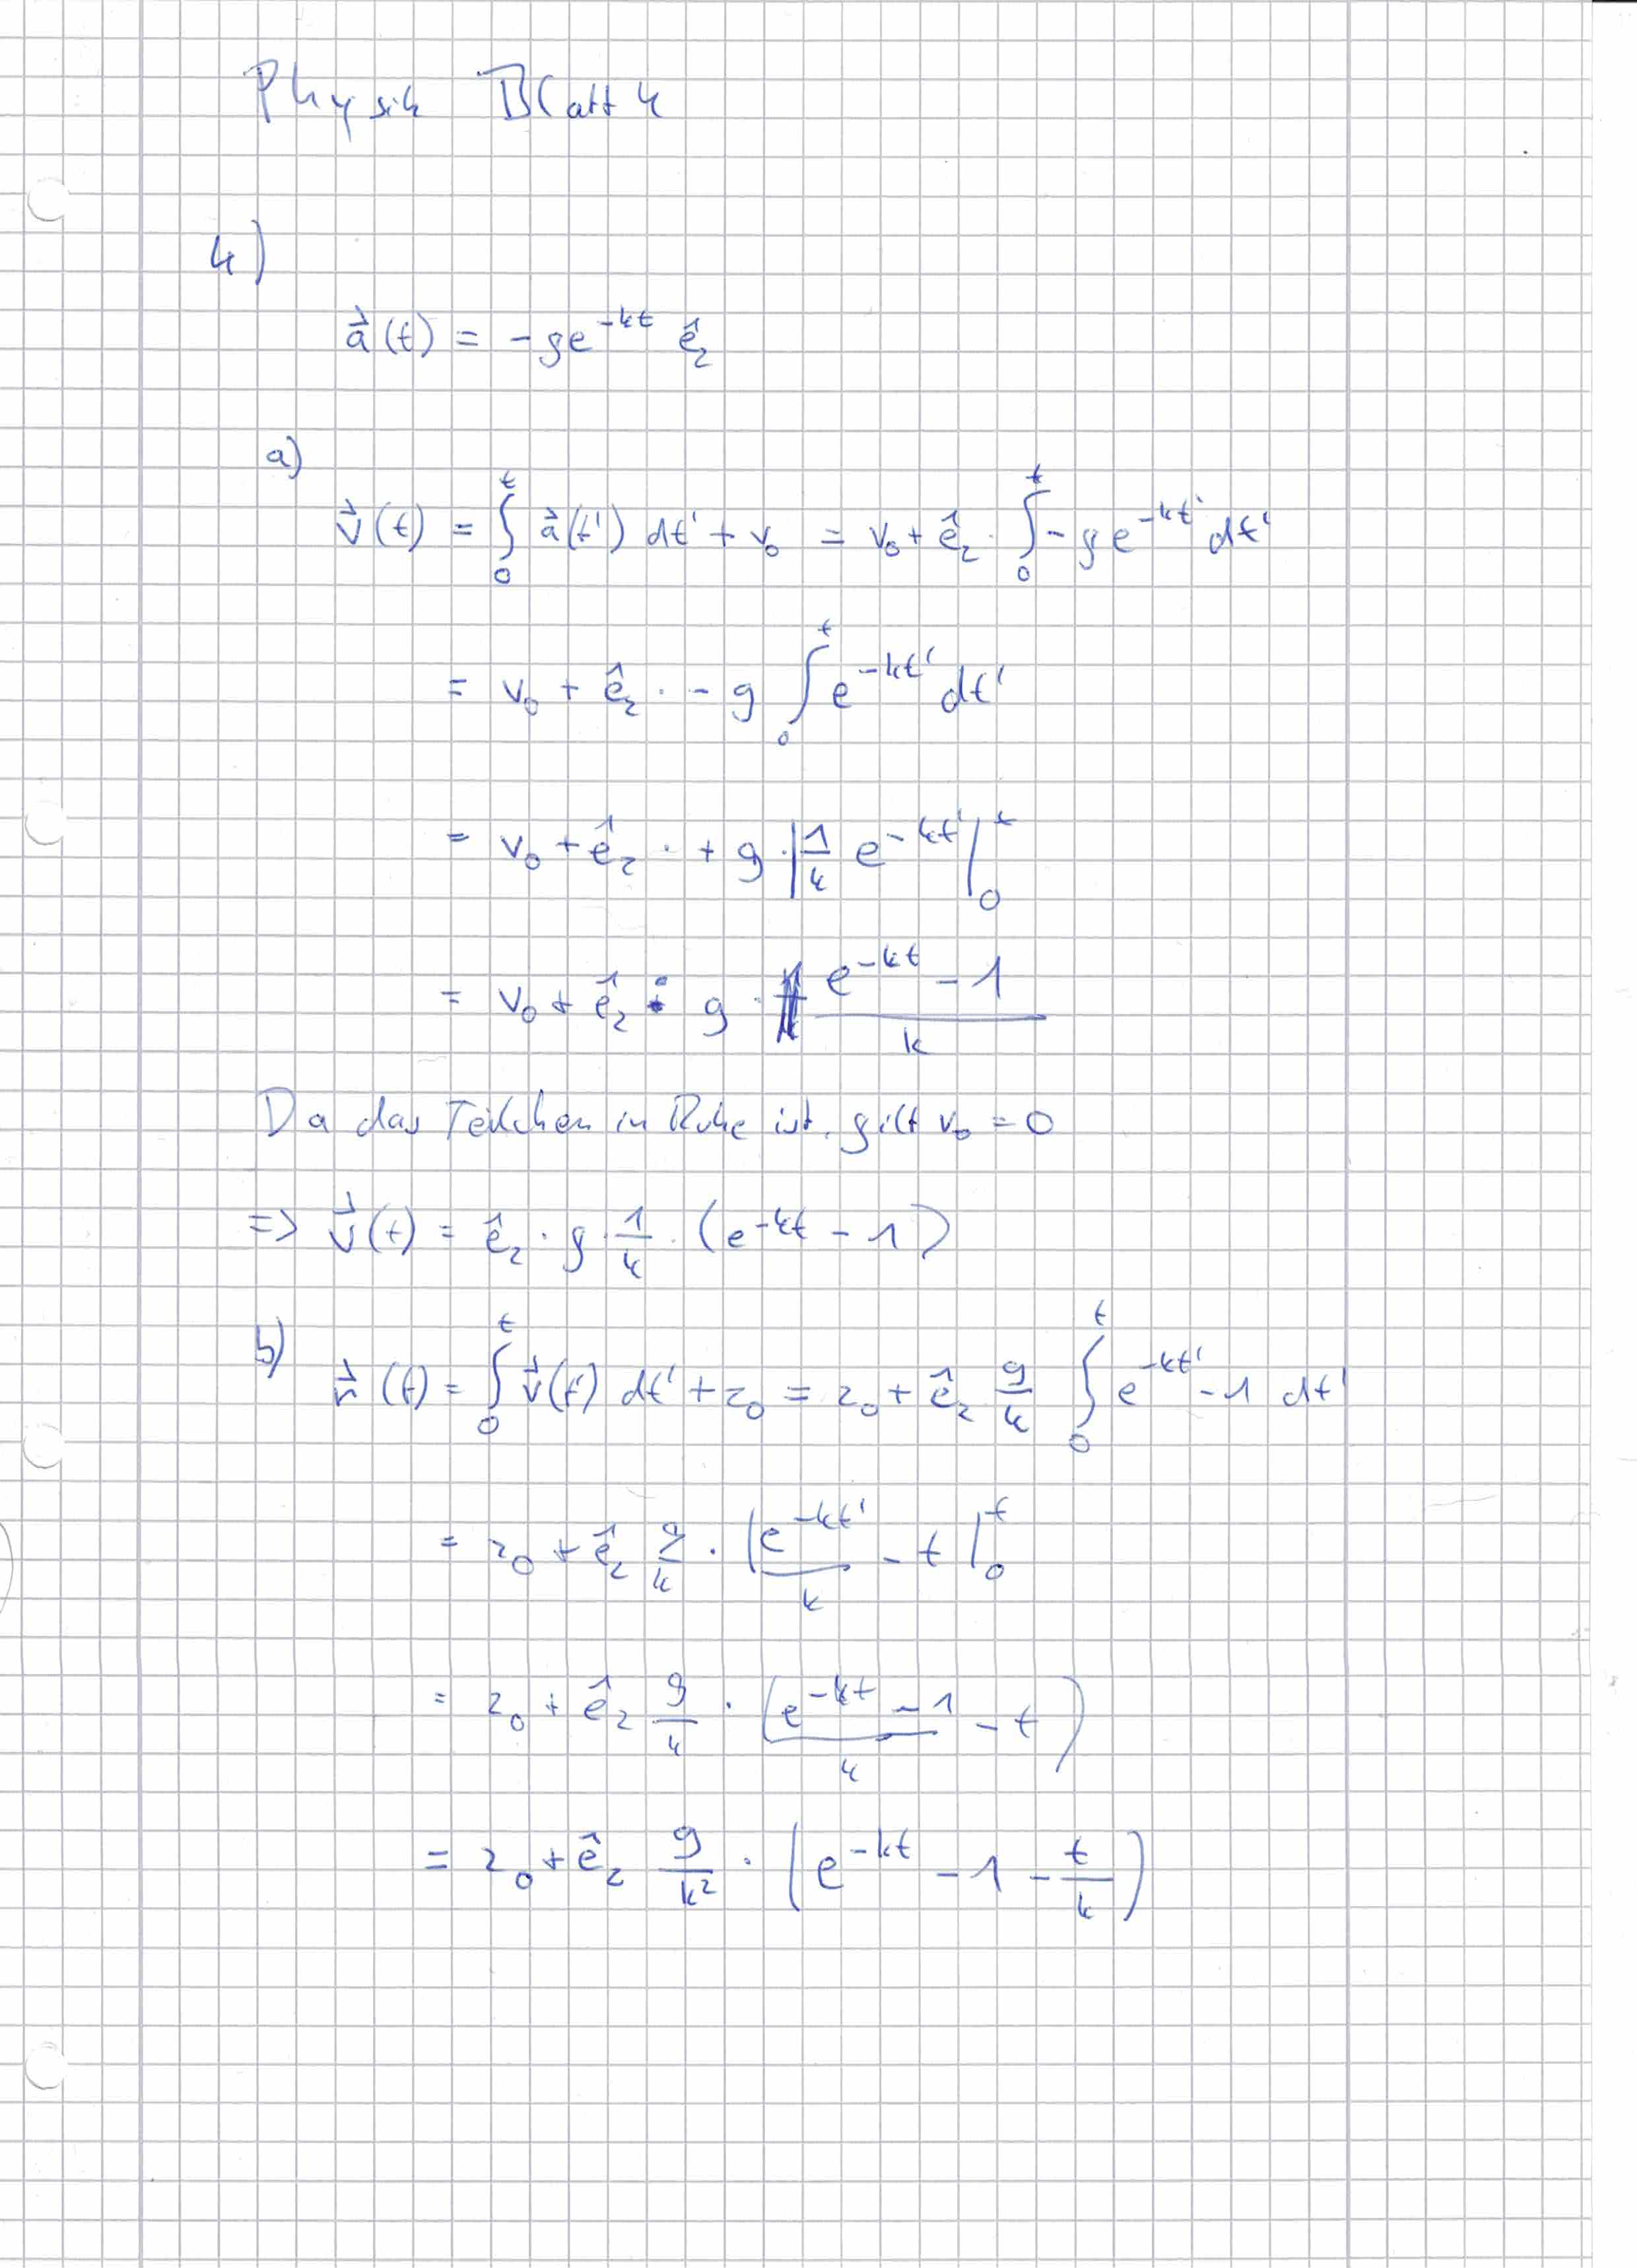 Physik Blatt 4
4)
$\vec{a}(t) = -ge^{-kt} \hat{e}_z$
a)
$\vec{v}(t) = \int_0^t \vec{a}(t') dt' + v_0 = v_0 + \hat{e}_z \cdot \int_0^t -ge^{-kt'} dt'$
$= v_0 + \hat{e}_z \cdot -g \int_0^t e^{-kt'} dt'$
$= v_0 + \hat{e}_z \cdot +g \cdot \left| \frac{1}{k} e^{-kt'} \right|_0^t$
$= v_0 + \hat{e}_z \cdot g \cdot \frac{e^{-kt} - 1}{k}$
Da das Teilchen in Ruhe ist, gilt $v_0 = 0$
$\Rightarrow \vec{v}(t) = \hat{e}_z \cdot g \cdot \frac{1}{k} \cdot (e^{-kt} - 1)$
b) $\vec{r}(t) = \int_0^t \vec{v}(t') dt' + z_0 = z_0 + \hat{e}_z \frac{g}{k} \int_0^t e^{-kt'} - 1 \, dt'$
$= z_0 + \hat{e}_z \frac{g}{k} \cdot \left| \frac{e^{-kt'}}{k} - t \right|_0^t$
$= z_0 + \hat{e}_z \frac{g}{k} \cdot \left( \frac{e^{-kt} - 1}{k} - t \right)$
$= z_0 + \hat{e}_z \frac{g}{k^2} \cdot \left( e^{-kt} - 1 - \frac{t}{k} \right)$